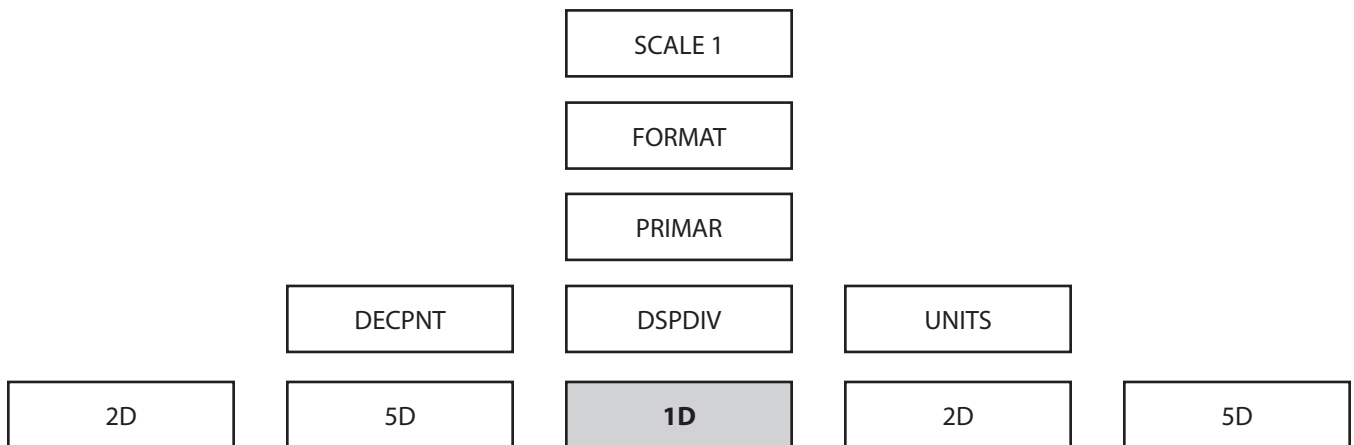 SCALE 1
FORMAT
PRIMAR
DECPNT DSPDIV UNITS
2D 5D 1D 2D 5D